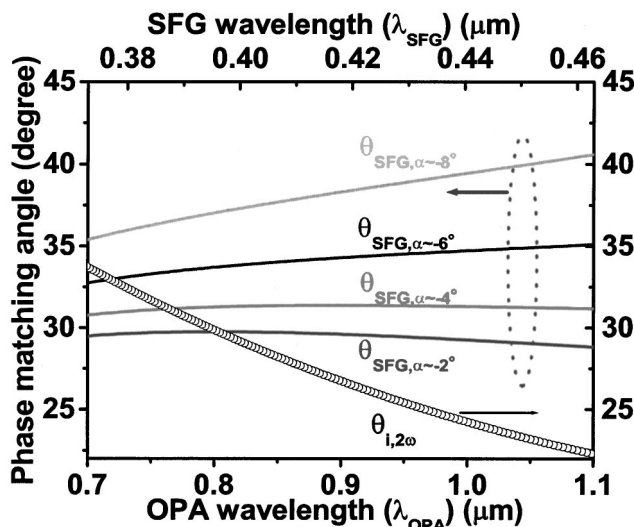 SFG wavelength (λSFG) (μm)
0.38 0.40 0.42 0.44 0.46
Phase matching angle (degree)
45 45
40 40
35 35
30 30
25 25
θSFG,α~-8°
θSFG,α~-6°
θSFG,α~-4°
θSFG,α~-2°
θi,2ω
0.7 0.8 0.9 1.0 1.1
OPA wavelength (λOPA) (μm)